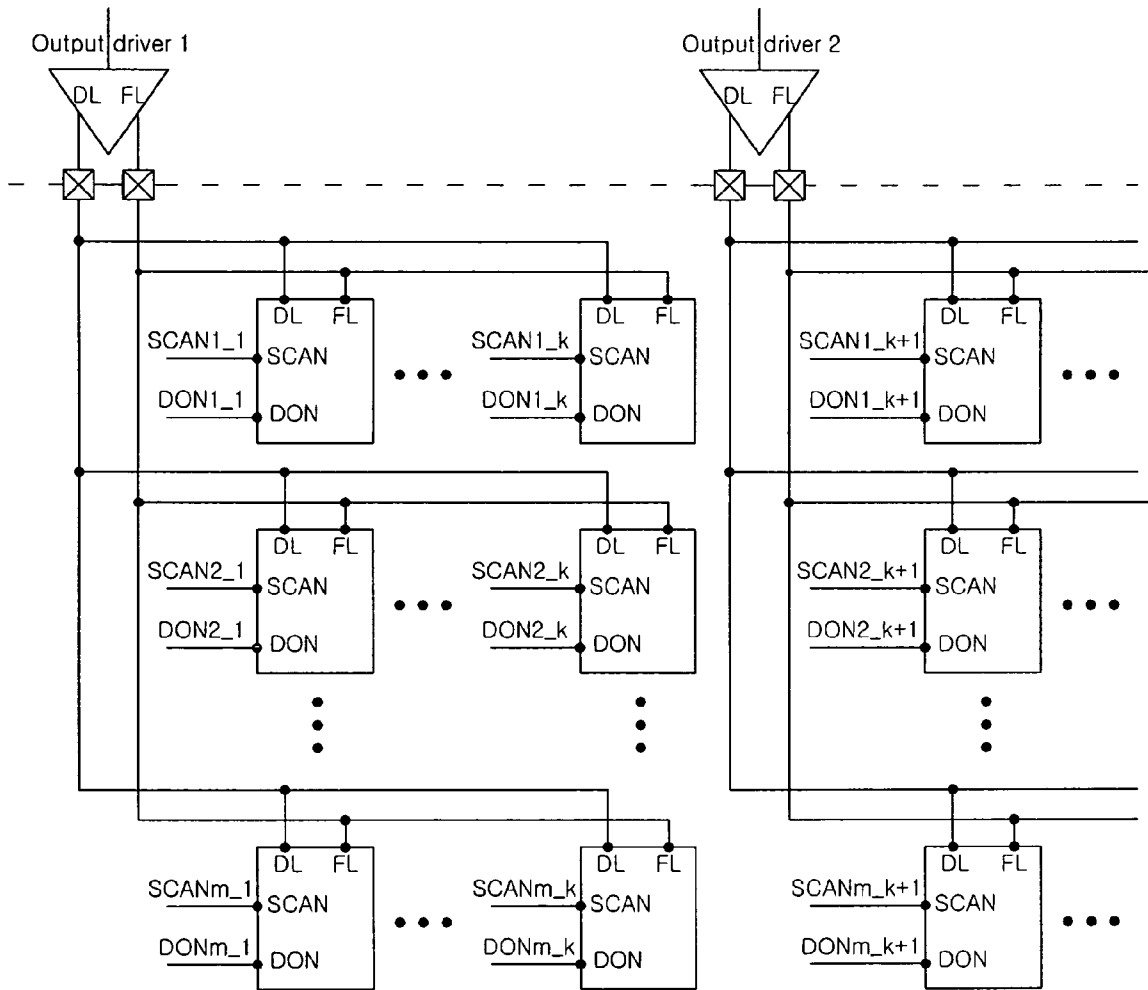 Output driver 1 Output driver 2
DL FL DL FL
DL FL DL FL DL FL
SCAN1_1 SCAN SCAN1_k SCAN SCAN1_k+1 SCAN
DON1_1 DON DON1_k DON DON1_k+1 DON
DL FL DL FL DL FL
SCAN2_1 SCAN SCAN2_k SCAN SCAN2_k+1 SCAN
DON2_1 DON DON2_k DON DON2_k+1 DON
DL FL DL FL DL FL
SCANm_1 SCAN SCANm_k SCAN SCANm_k+1 SCAN
DONm_1 DON DONm_k DON DONm_k+1 DON